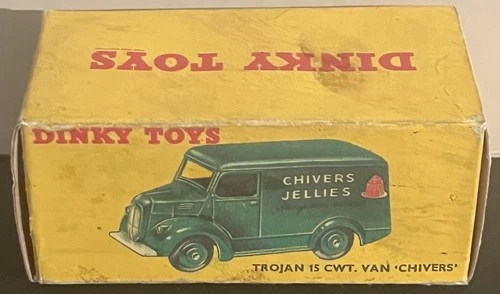 DINKY TOYS
DINKY TOYS
CHIVERS
JELLIES
TROJAN 15 CWT. VAN 'CHIVERS'